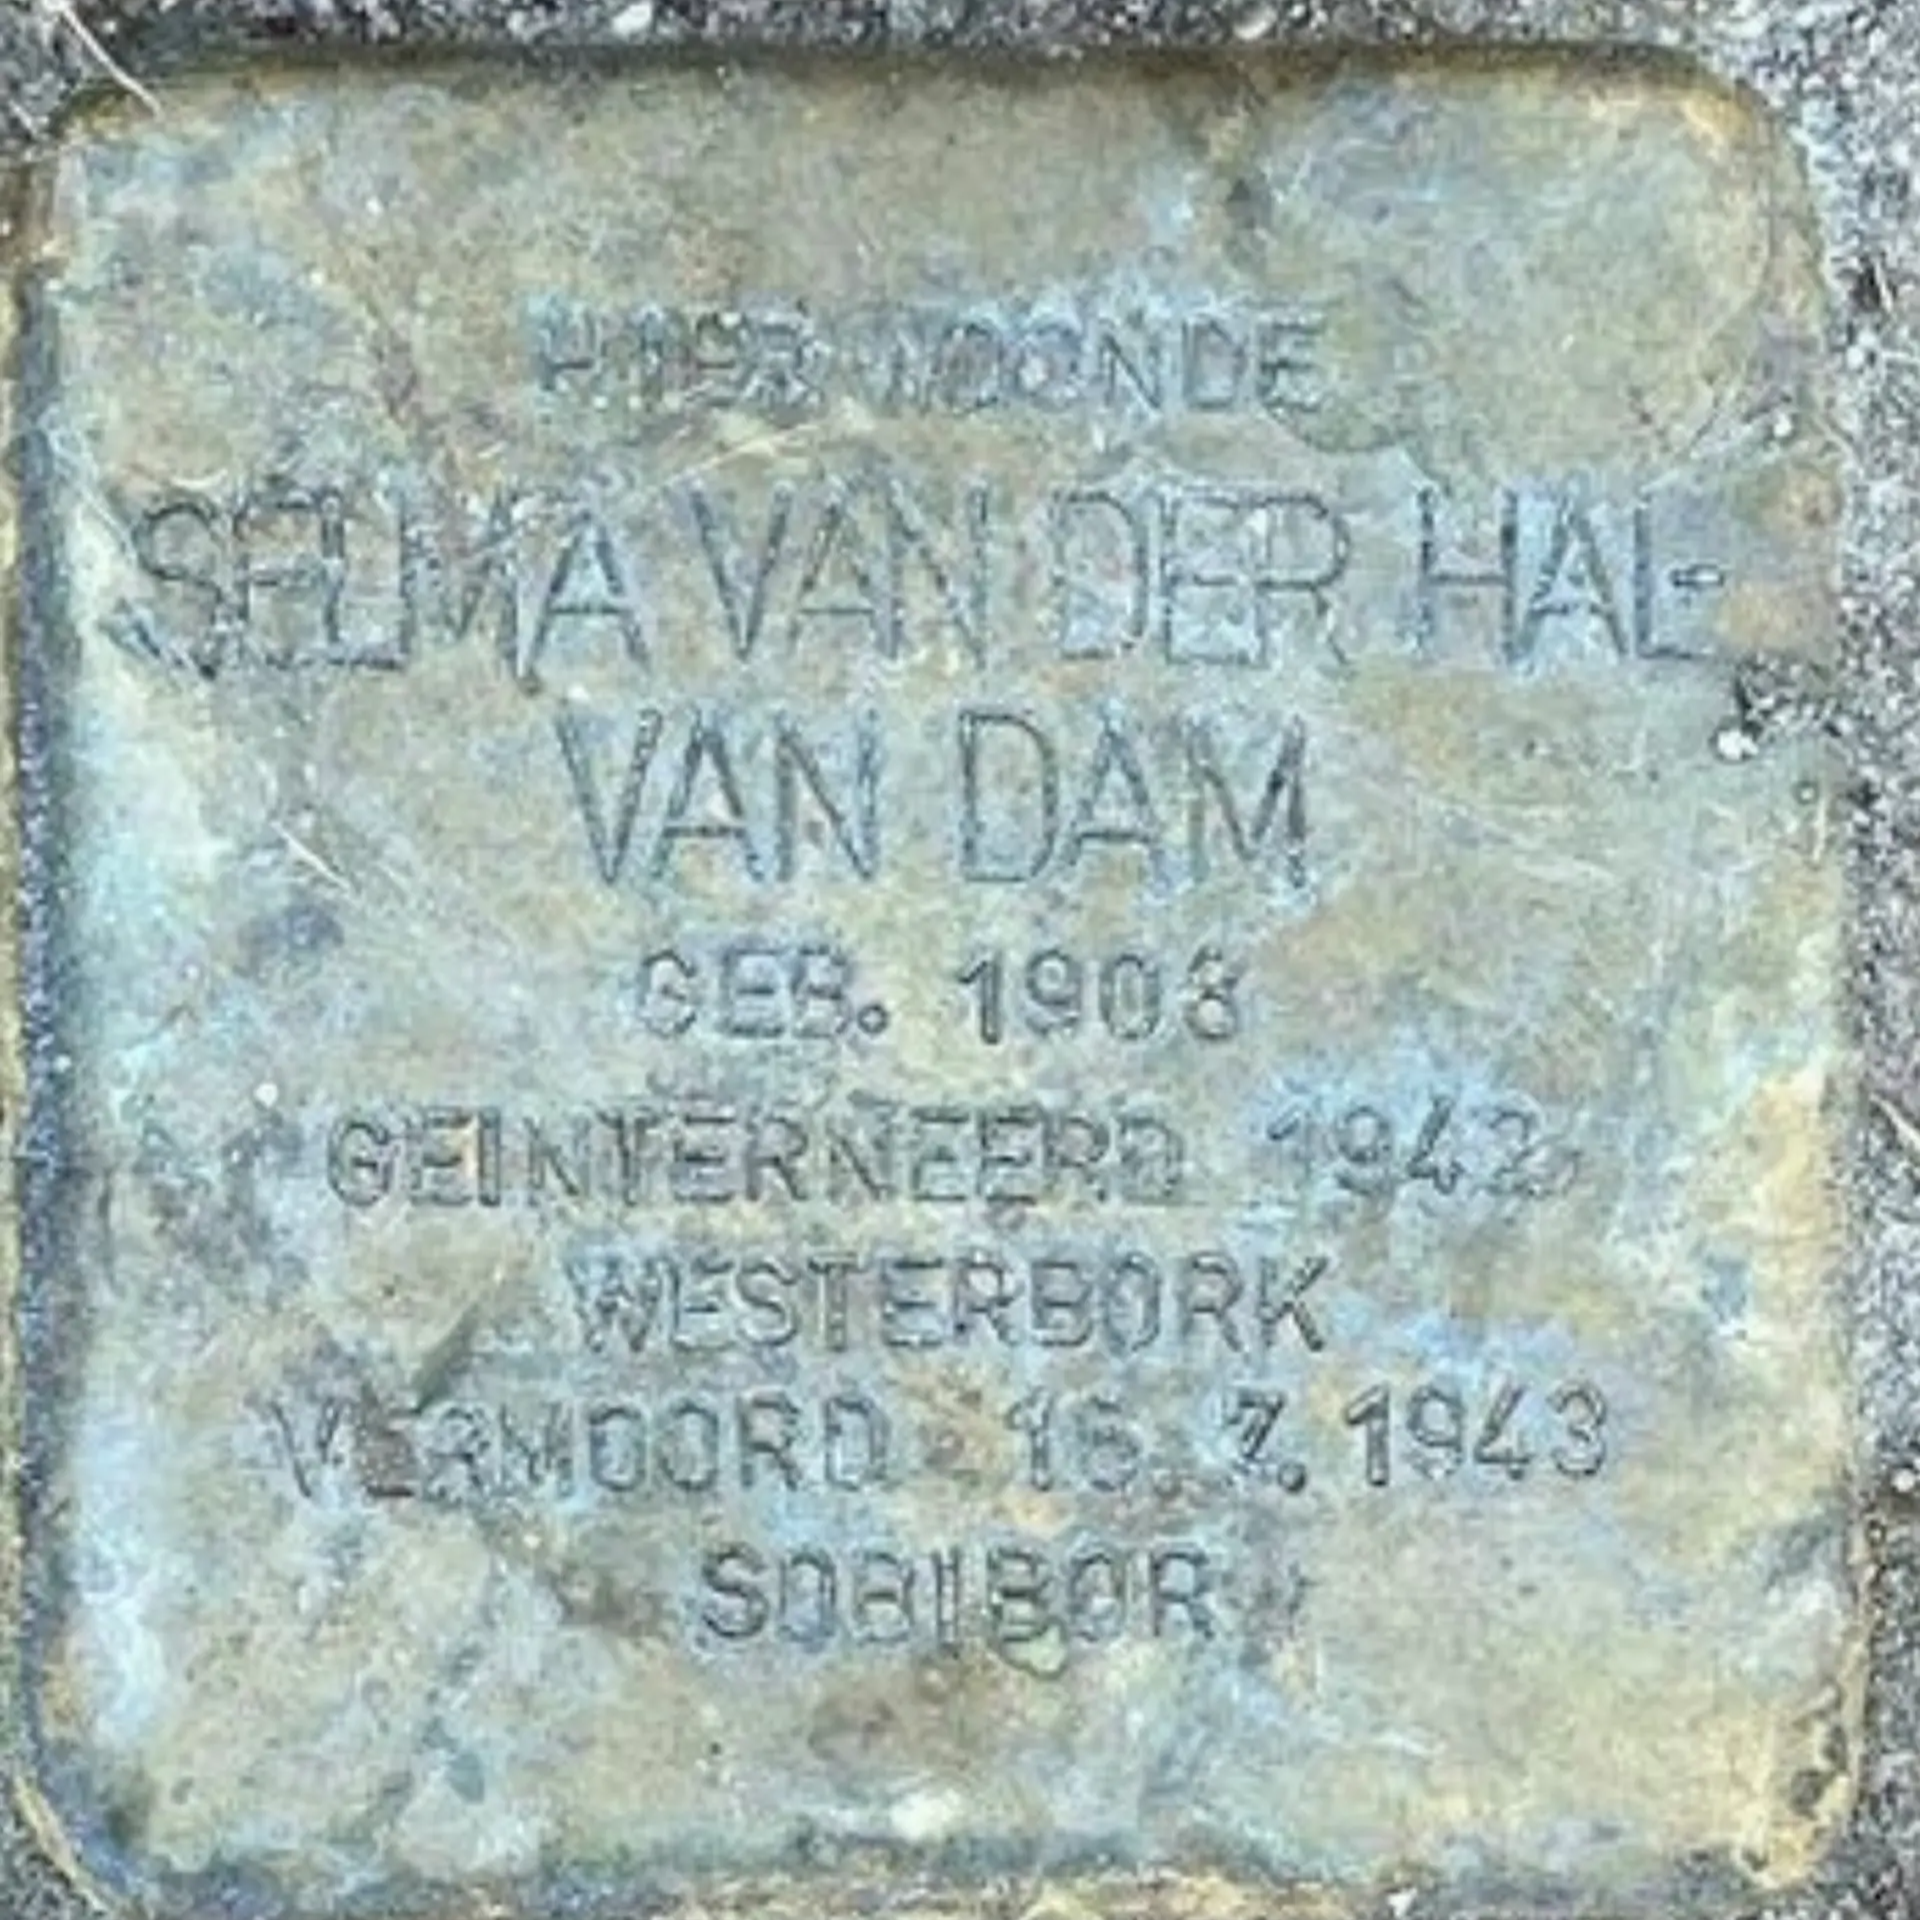 HIER WOONDE
SELMA VAN DER HAL-
VAN DAM
GEB. 1908
GEINTERNEERD 1942
WESTERBORK
VERMOORD 16.7.1943
SOBIBOR